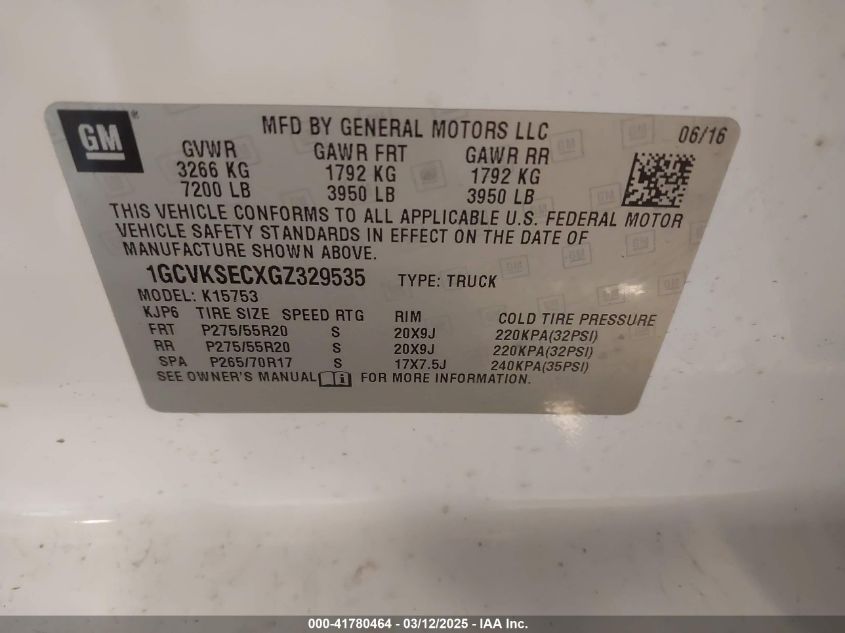 GM
®
MFD BY GENERAL MOTORS LLC 06/16
GVWR GAWR FRT GAWR RR
3266 KG 1792 KG 1792 KG
7200 LB 3950 LB 3950 LB
THIS VEHICLE CONFORMS TO ALL APPLICABLE U.S. FEDERAL MOTOR
VEHICLE SAFETY STANDARDS IN EFFECT ON THE DATE OF
MANUFACTURE SHOWN ABOVE.
1GCVKSECXGZ329535 TYPE: TRUCK
MODEL: K15753
KJP6 TIRE SIZE SPEED RTG RIM COLD TIRE PRESSURE
FRT P275/55R20 S 20X9J 220KPA(32PSI)
RR P275/55R20 S 20X9J 220KPA(32PSI)
SPA P265/70R17 S 17X7.5J 240KPA(35PSI)
SEE OWNER'S MANUAL FOR MORE INFORMATION.
000-41780464 - 03/12/2025 - IAA Inc.